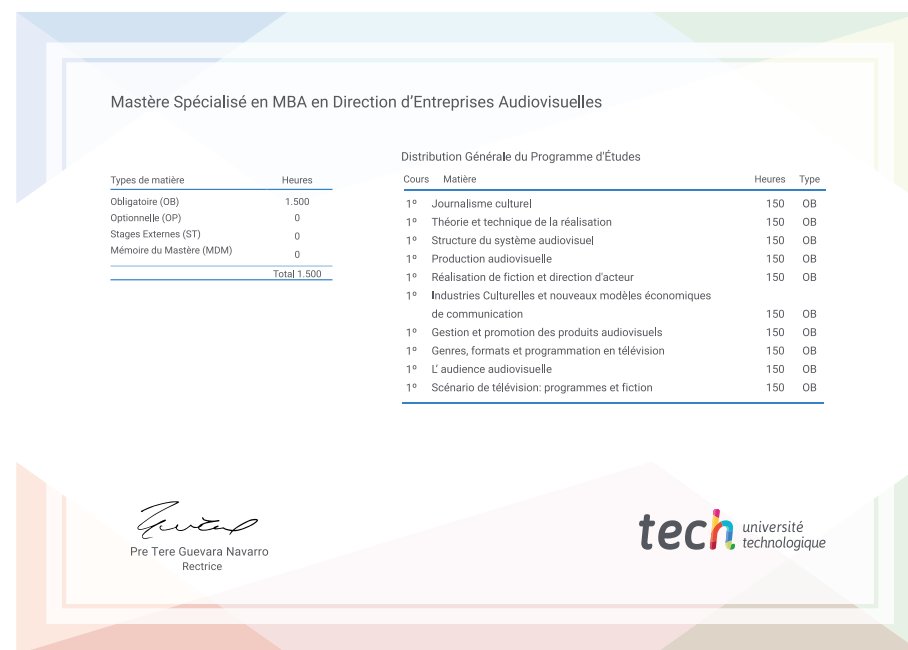 Mastère Spécialisé en MBA en Direction d'Entreprises Audiovisuelles
Types de matière Heures
Obligatoire (OB) 1.500
Optionnelle (OP) 0
Stages Externes (ST) 0
Mémoire du Mastère (MDM) 0
Total 1.500
Distribution Générale du Programme d'Études
Cours Matière Heures Type
1º Journalisme culturel 150 OB
1º Théorie et technique de la réalisation 150 OB
1º Structure du système audiovisuel 150 OB
1º Production audiovisuelle 150 OB
1º Réalisation de fiction et direction d'acteur 150 OB
1º Industries Culturelles et nouveaux modèles économiques
de communication 150 OB
1º Gestion et promotion des produits audiovisuels 150 OB
1º Genres, formats et programmation en télévision 150 OB
1º L' audience audiovisuelle 150 OB
1º Scénario de télévision: programmes et fiction 150 OB
Pre Tere Guevara Navarro
Rectrice
tech université
technologique